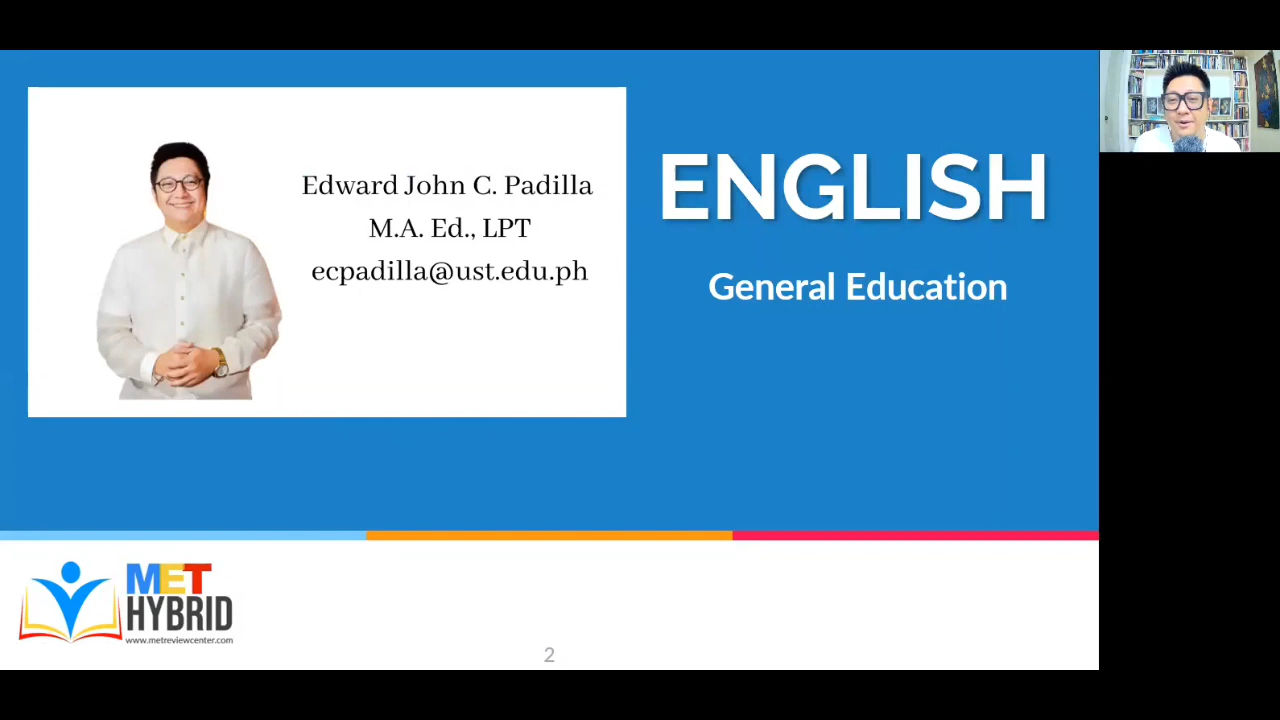 Edward John C. Padilla
M.A. Ed., LPT
ecpadilla@ust.edu.ph
ENGLISH
General Education
MET
HYBRID
www.metreviewcenter.com
2